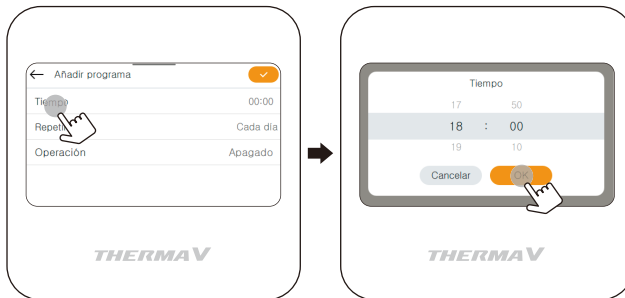 Añadir programa
Tiempo 00:00
Repetir Cada día
Operación Apagado
THERMA V
Tiempo
17 50
18 : 00
19 10
Cancelar OK
THERMA V